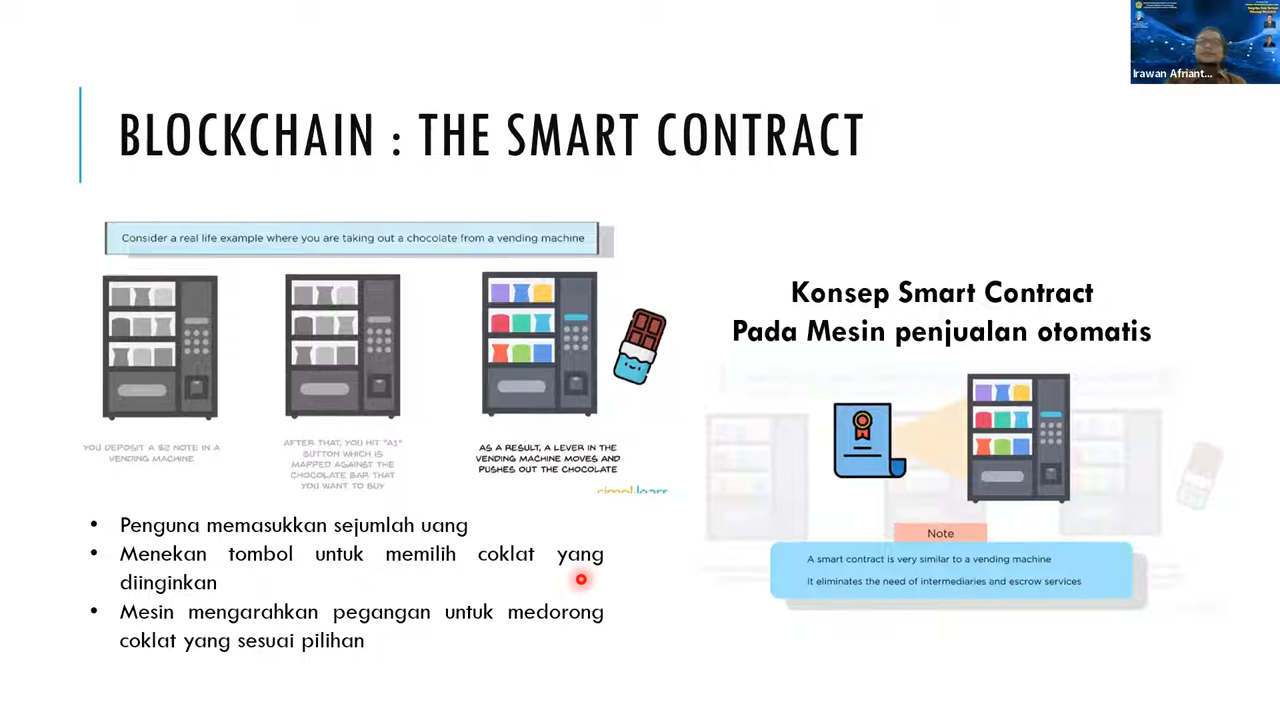 Irawan Afriant...
BLOCKCHAIN : THE SMART CONTRACT
Consider a real life example where you are taking out a chocolate from a vending machine
YOU DEPOSIT A $2 NOTE IN A
VENDING MACHINE
AFTER THAT, YOU HIT "A1"
BUTTON WHICH IS
MAPPED AGAINST THE
CHOCOLATE BAR THAT
YOU WANT TO BUY
AS A RESULT, A LEVER IN THE
VENDING MACHINE MOVES AND
PUSHES OUT THE CHOCOLATE
• Penguna memasukkan sejumlah uang
• Menekan tombol untuk memilih coklat yang
diinginkan
• Mesin mengarahkan pegangan untuk medorong
coklat yang sesuai pilihan
Konsep Smart Contract
Pada Mesin penjualan otomatis
Note
A smart contract is very similar to a vending machine
It eliminates the need of intermediaries and escrow services